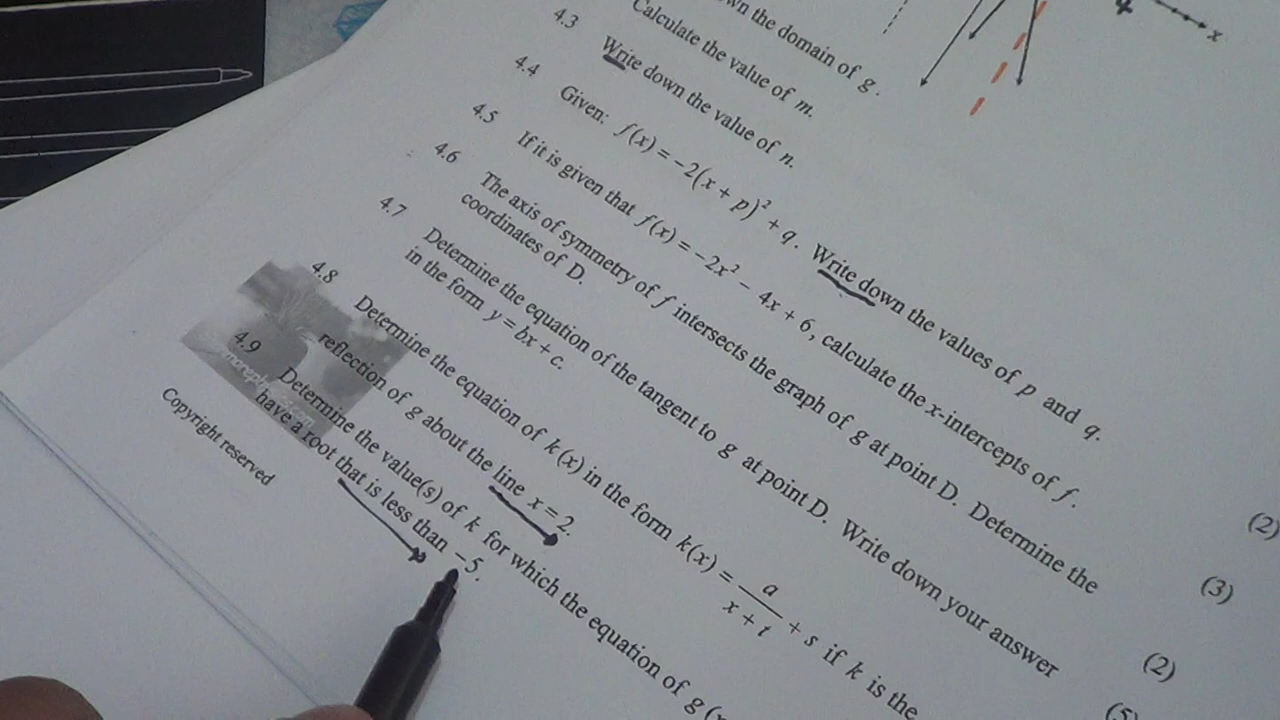 wn the domain of g.
Calculate the value of m.
4.3 Write down the value of n.
4.4 Given: f(x) = −2(x + p)² + q. Write down the values of p and q.
4.5 If it is given that f(x) = −2x² − 4x + 6, calculate the x-intercepts of f. (2)
4.6 The axis of symmetry of f intersects the graph of g at point D. Determine the
coordinates of D. (3)
4.7 Determine the equation of the tangent to g at point D. Write down your answer
in the form y = bx + c. (2)
4.8 Determine the equation of k(x) in the form k(x) = a/(x + t) + s if k is the
reflection of g about the line x = 2. (5)
4.9 Determine the value(s) of k for which the equation of g(
have a root that is less than −5.
Copyright reserved
x